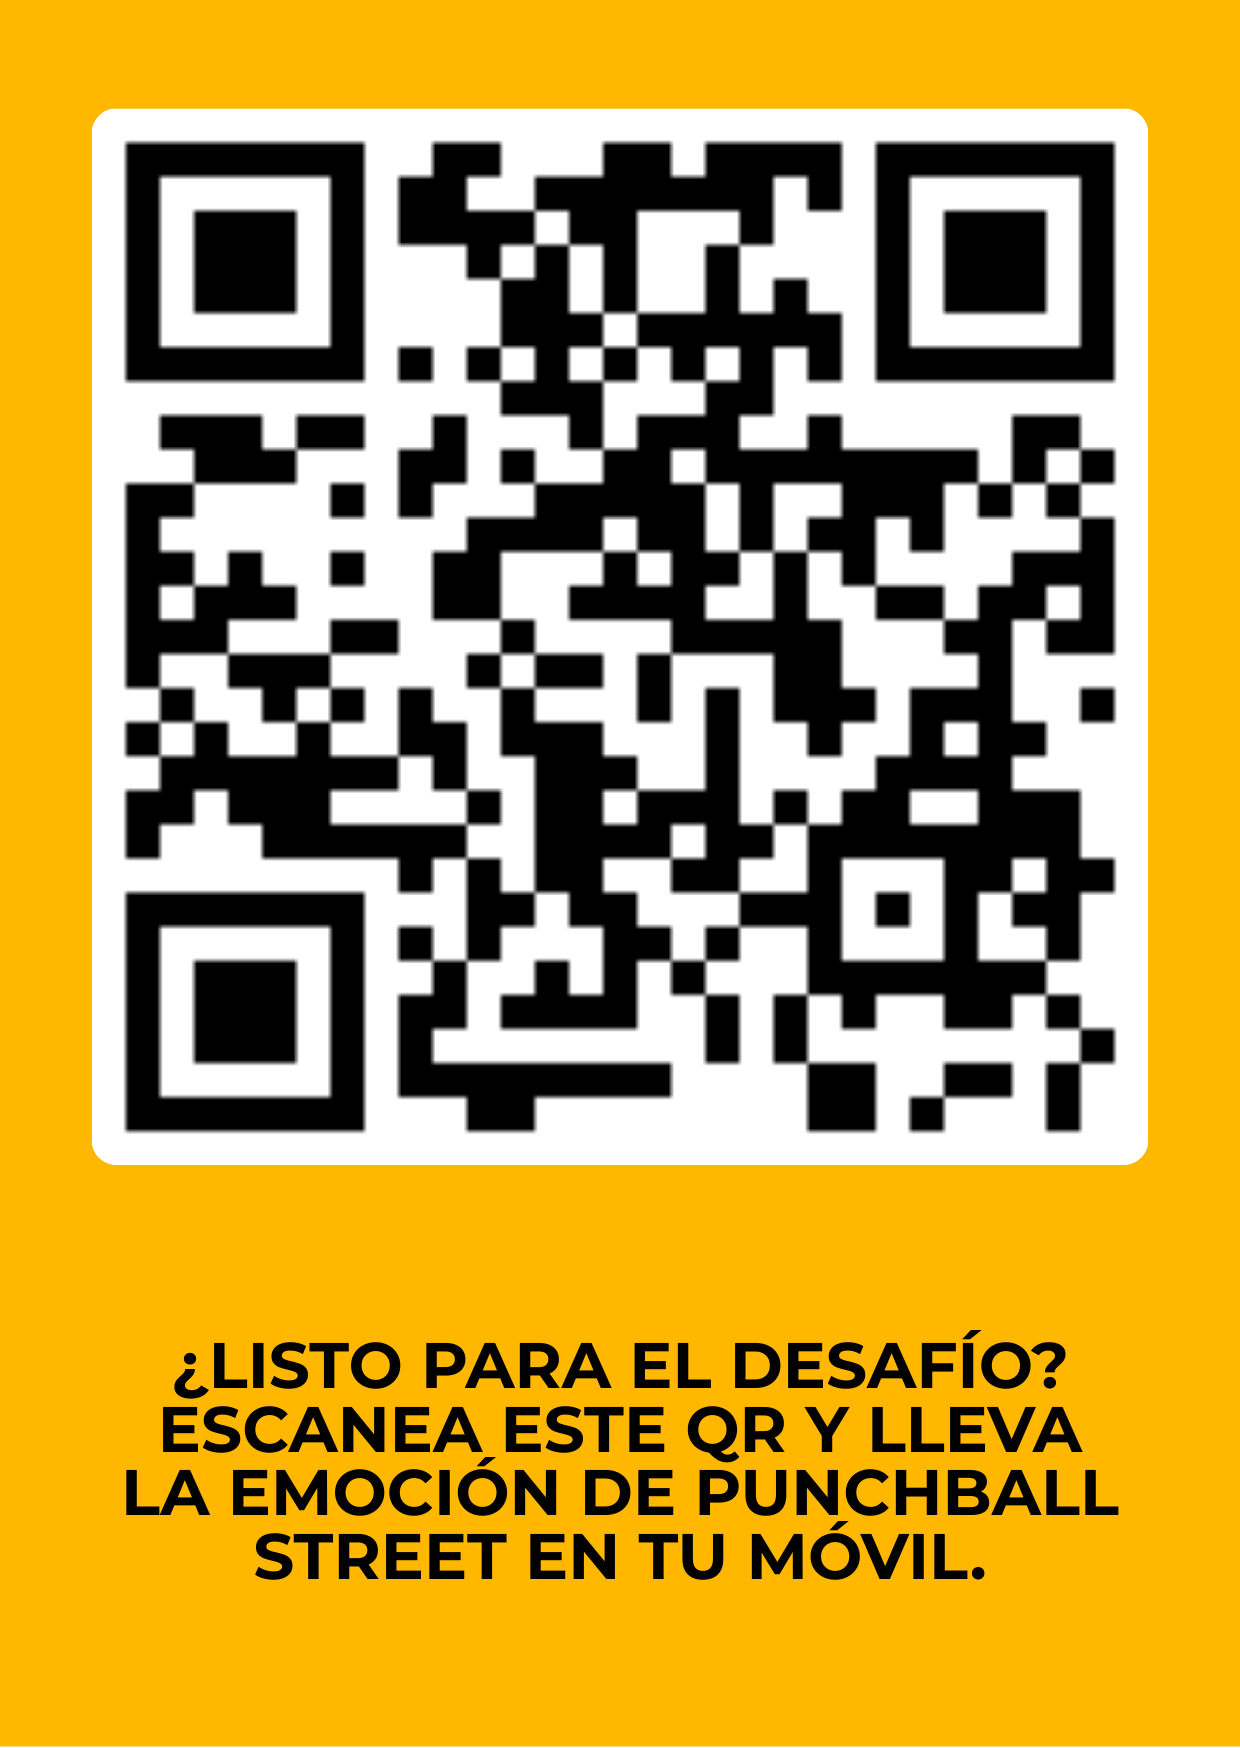 ¿LISTO PARA EL DESAFÍO?
ESCANEA ESTE QR Y LLEVA
LA EMOCIÓN DE PUNCHBALL
STREET EN TU MÓVIL.